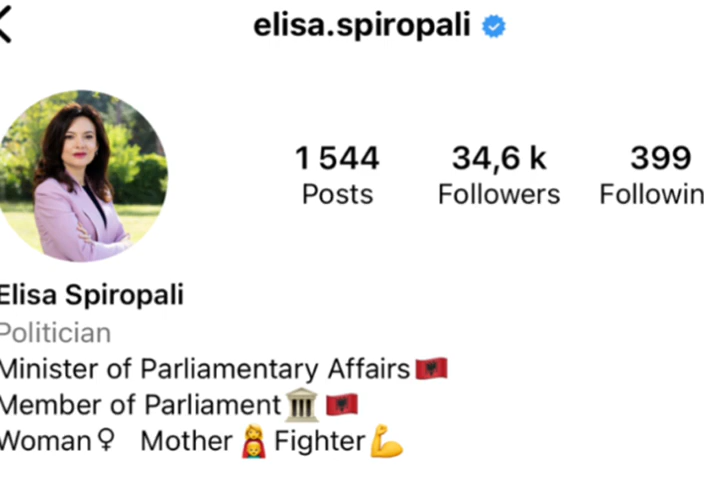 elisa.spiropali
1 544 34,6 k 399
Posts Followers Followin
Elisa Spiropali
Politician
Minister of Parliamentary Affairs🇦🇱
Member of Parliament🏛️ 🇦🇱
Woman♀ Mother 👩‍👦 Fighter💪